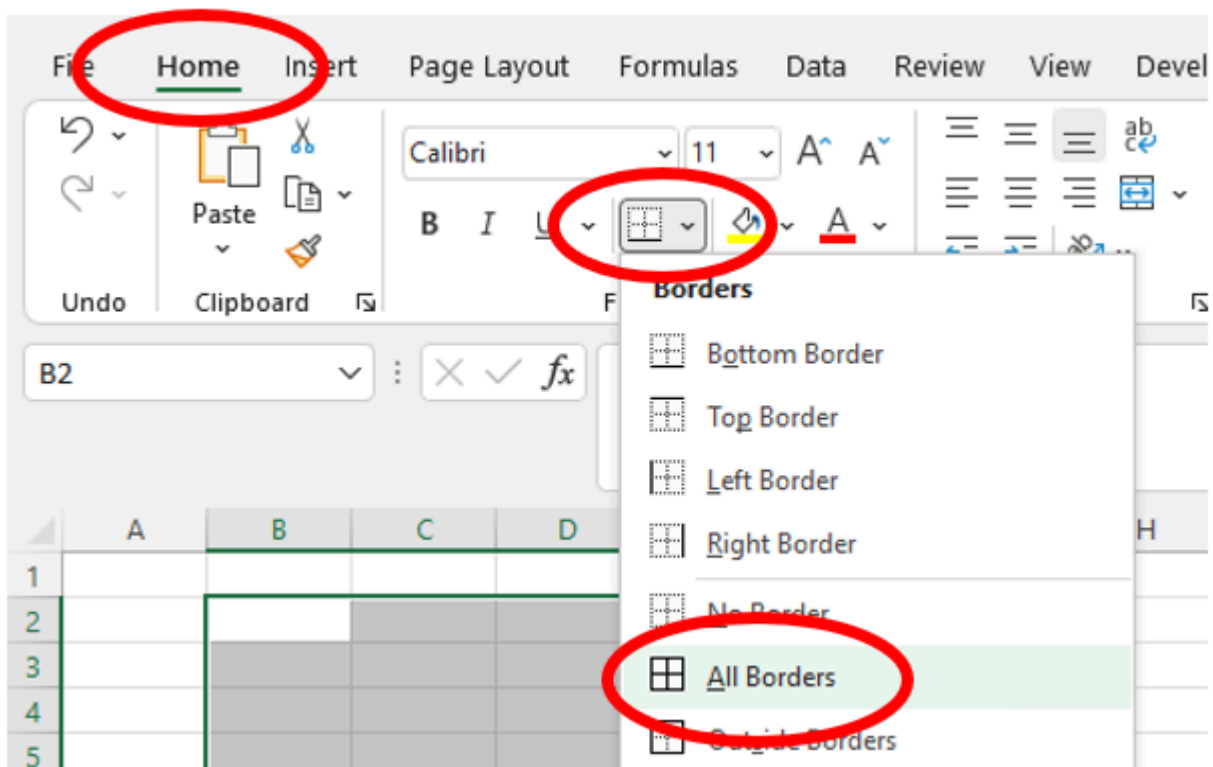 File Home Insert Page Layout Formulas Data Review View Devel
Calibri 11 A A ab
Paste B I U A c
Undo Clipboard F
Borders
B2 fx
Bottom Border
Top Border
Left Border
Right Border
A B C D H
1
No Border
2
3
All Borders
4
Outside Borders
5